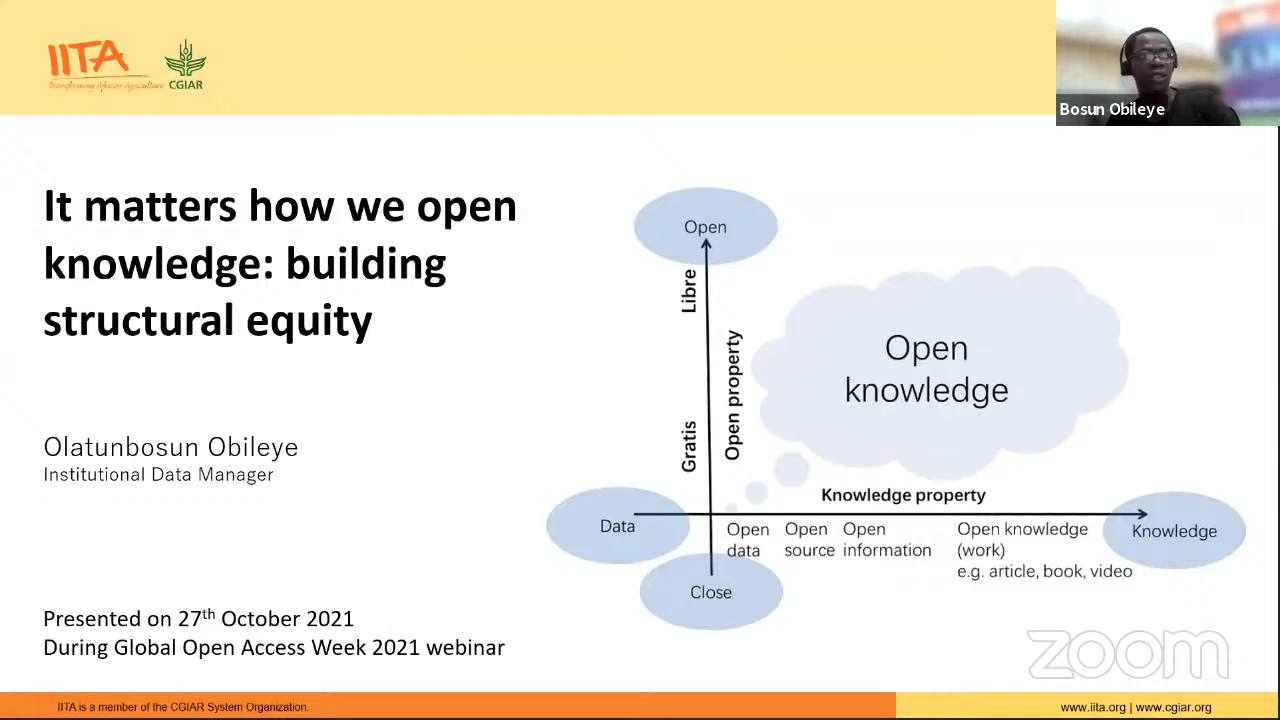 IITA
Transforming African Agriculture
CGIAR
Bosun Obileye
It matters how we open
knowledge: building
structural equity
Olatunbosun Obileye
Institutional Data Manager
Presented on 27th October 2021
During Global Open Access Week 2021 webinar
Open
Libre
Open property
Gratis
Open
knowledge
Knowledge property
Data
Open
data
Open
source
Open
information
Open knowledge
(work)
e.g. article, book, video
Knowledge
Close
zoom
IITA is a member of the CGIAR System Organization.
www.iita.org | www.cgiar.org